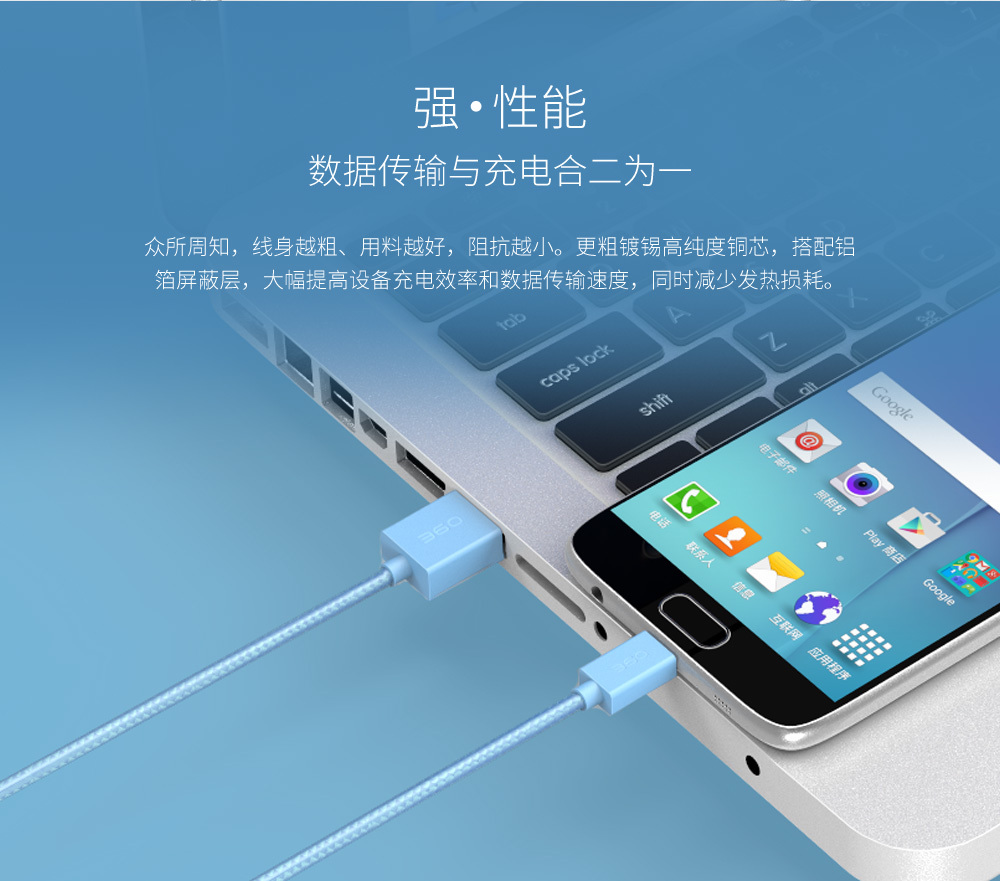 强·性能
数据传输与充电合二为一
众所周知，线身越粗、用料越好，阻抗越小。更粗镀锡高纯度铜芯，搭配铝
箔屏蔽层，大幅提高设备充电效率和数据传输速度，同时减少发热损耗。
tab
A
caps lock
Z
X
C
⌘
shift
alt
Google
电子邮件
照相机
Play 商店
Google
电话
联系人
信息
互联网
应用程序
360
360